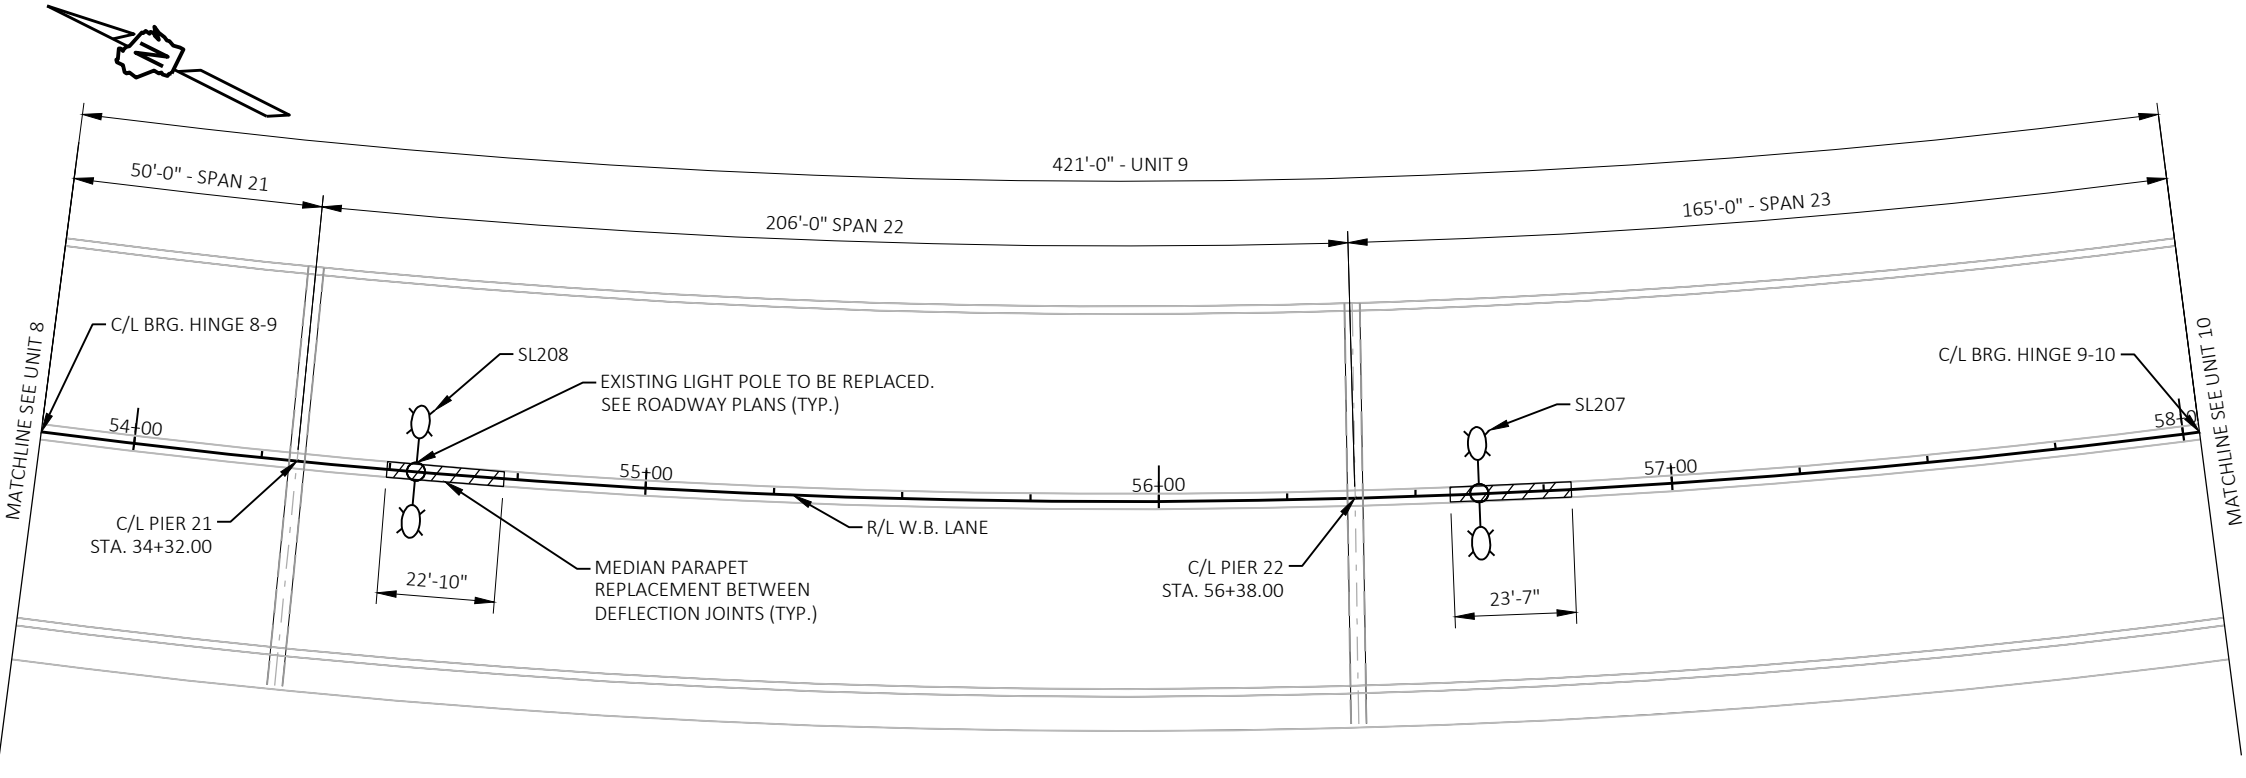 N
421'-0" - UNIT 9
50'-0" - SPAN 21
206'-0" SPAN 22
165'-0" - SPAN 23
MATCHLINE SEE UNIT 8
C/L BRG. HINGE 8-9
SL208
EXISTING LIGHT POLE TO BE REPLACED.
SEE ROADWAY PLANS (TYP.)
SL207
C/L BRG. HINGE 9-10
MATCHLINE SEE UNIT 10
54+00
55+00
56+00
57+00
58+0
C/L PIER 21
STA. 34+32.00
R/L W.B. LANE
22'-10"
MEDIAN PARAPET
REPLACEMENT BETWEEN
DEFLECTION JOINTS (TYP.)
C/L PIER 22
STA. 56+38.00
23'-7"